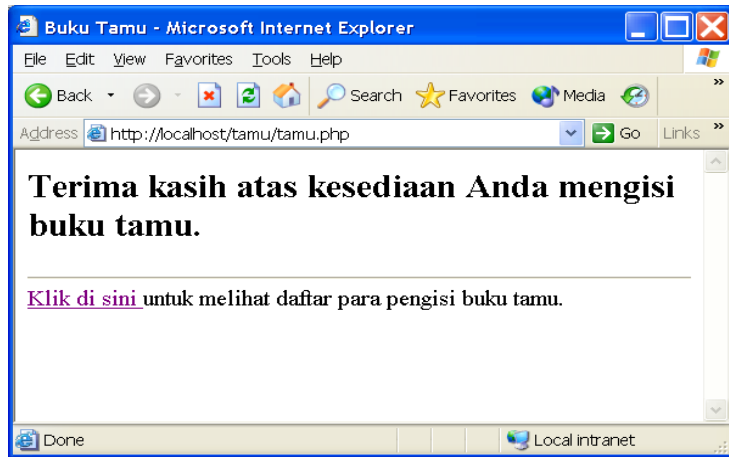 Buku Tamu - Microsoft Internet Explorer
File Edit View Favorites Tools Help
Back Search Favorites Media »
Address http://localhost/tamu/tamu.php Go Links »
Terima kasih atas kesediaan Anda mengisi
buku tamu.
Klik di sini untuk melihat daftar para pengisi buku tamu.
Done Local intranet